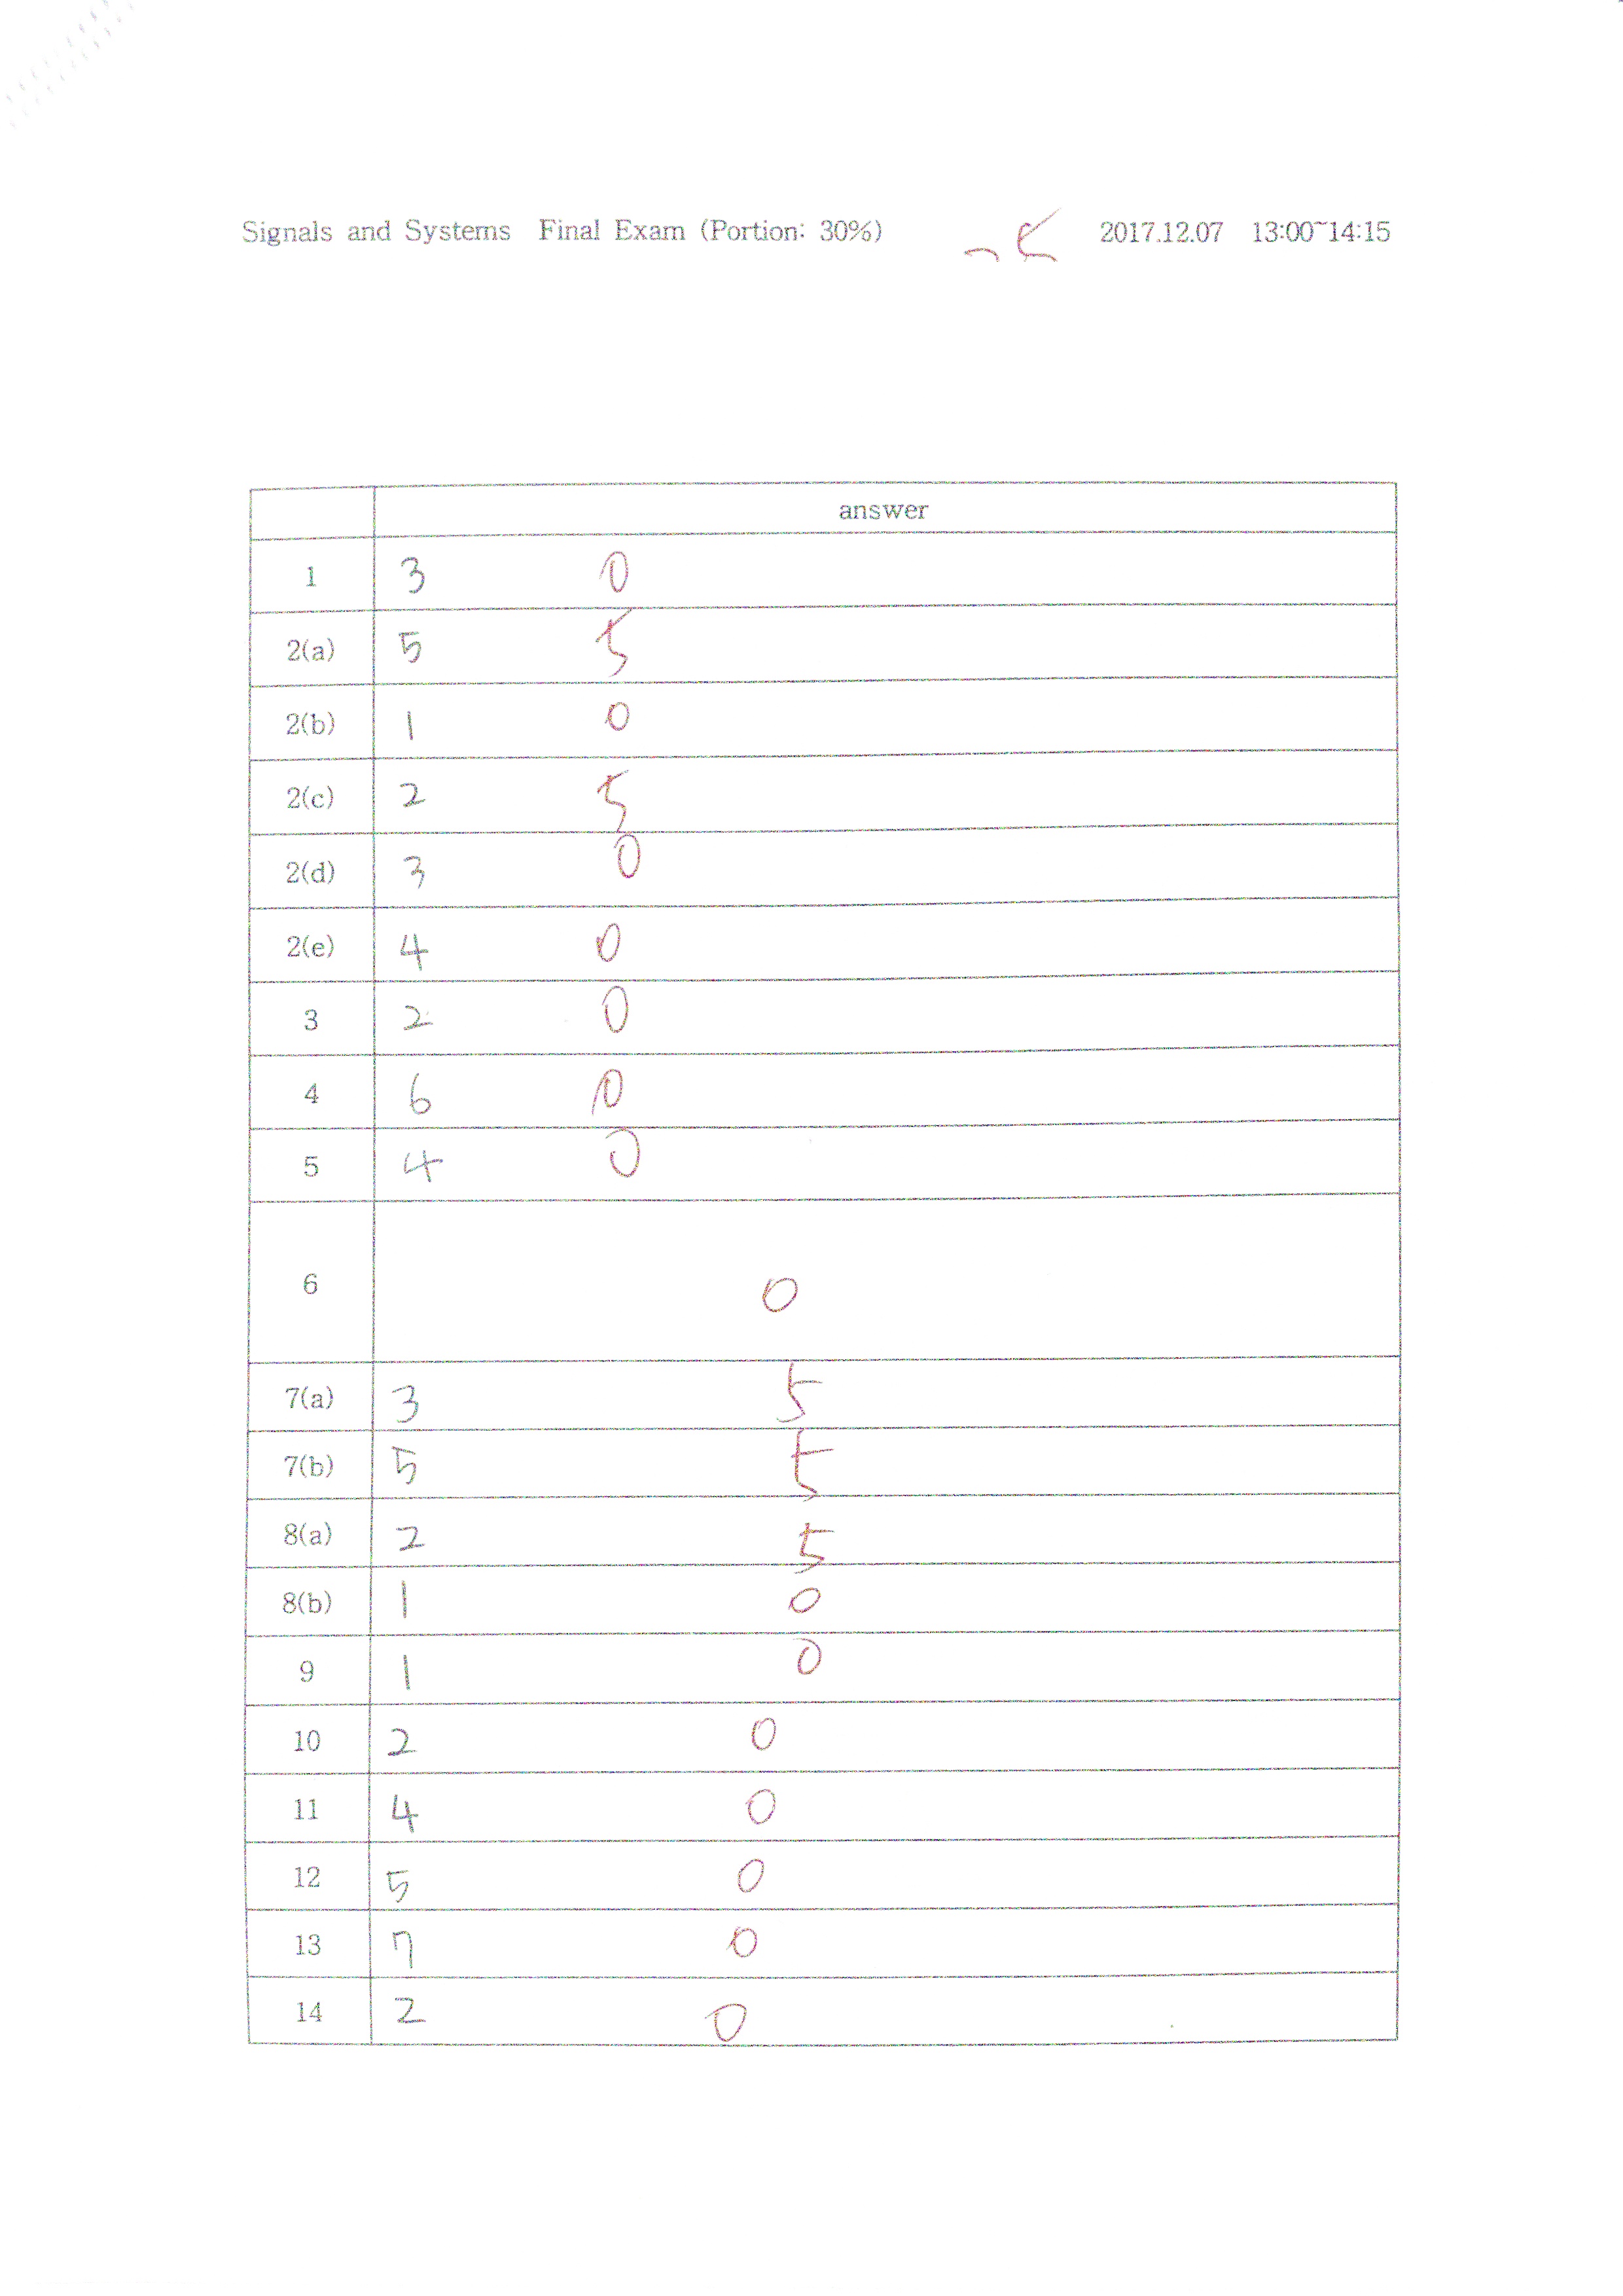 Signals and Systems Final Exam (Portion: 30%) 2017.12.07 13:00~14:15
answer
1 3 0
2(a) 5 5
2(b) 1 0
2(c) 2 5
2(d) 3 0
2(e) 4 0
3 2 0
4 6 0
5 4 0
6 0
7(a) 3 5
7(b) 5 5
8(a) 2 5
8(b) 1 0
9 1 0
10 2 0
11 4 0
12 5 0
13 7 0
14 2 0